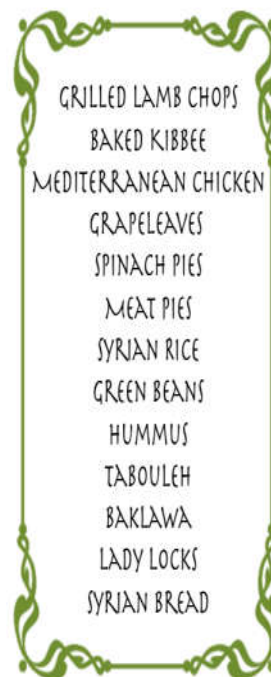 GRILLED LAMB CHOPS
BAKED KIBBEE
MEDITERRANEAN CHICKEN
GRAPELEAVES
SPINACH PIES
MEAT PIES
SYRIAN RICE
GREEN BEANS
HUMMUS
TABOULEH
BAKLAWA
LADY LOCKS
SYRIAN BREAD